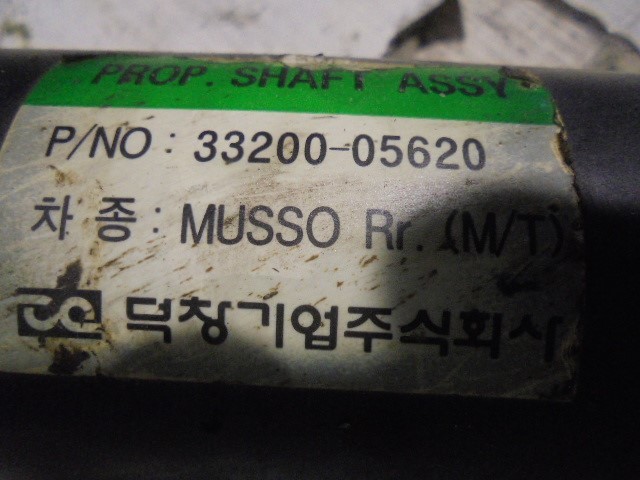 PROP. SHAFT ASSY
P/NO : 33200-05620
차 종 : MUSSO Rr. (M/T)
덕창기업주식회사